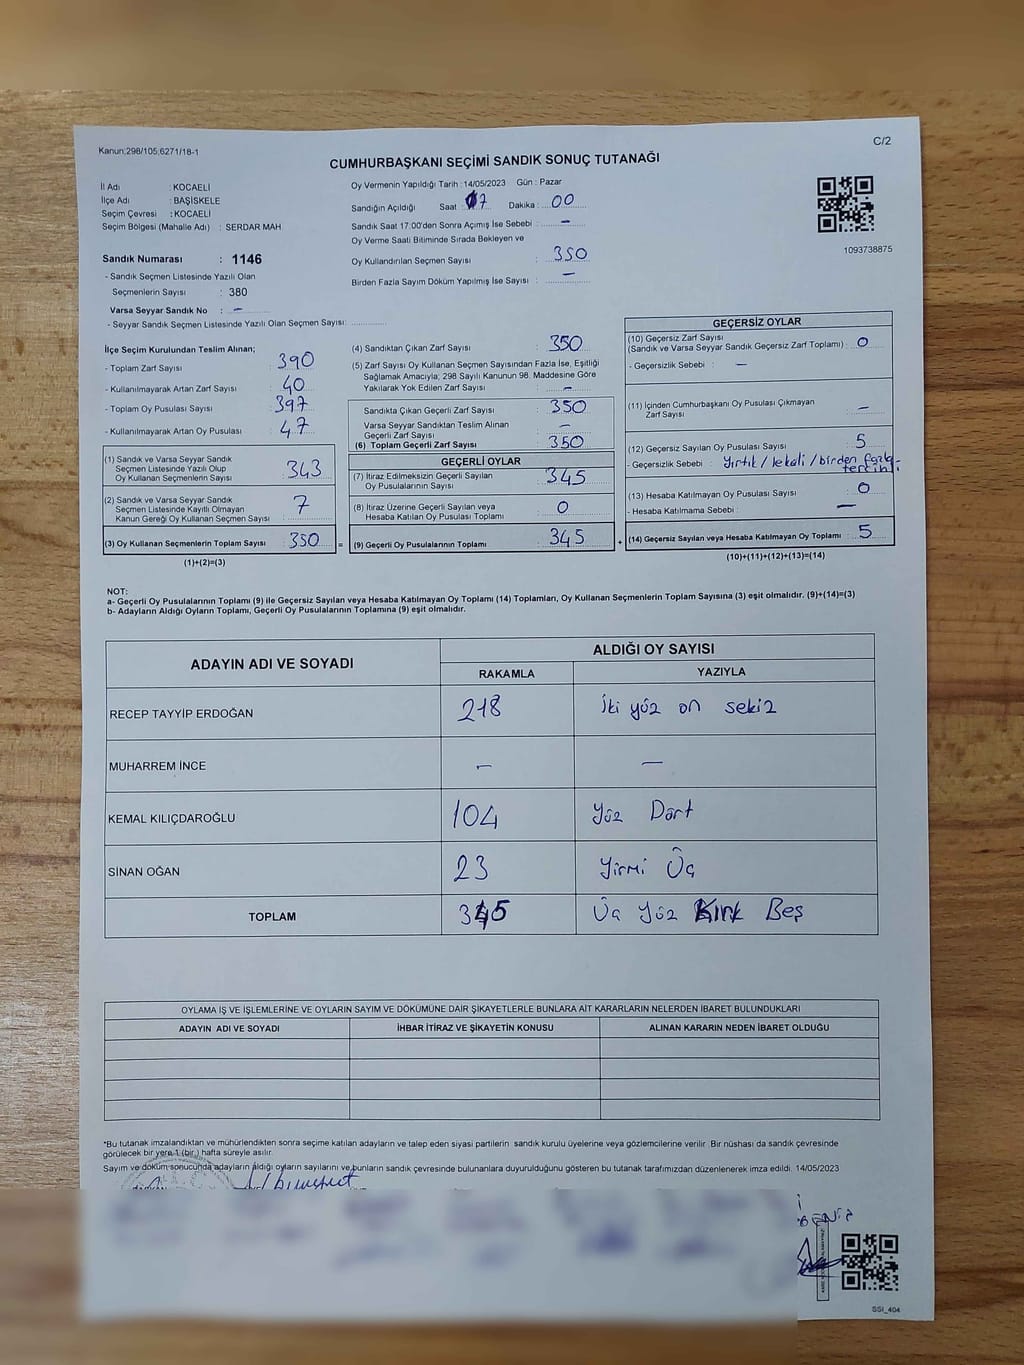 Kanun;298/105;6271/18-1
C/2
CUMHURBAŞKANI SEÇİMİ SANDIK SONUÇ TUTANAĞI
İl Adı : KOCAELİ
İlçe Adı : BAŞİSKELE
Seçim Çevresi : KOCAELİ
Seçim Bölgesi (Mahalle Adı) : SERDAR MAH
Sandık Numarası : 1146
- Sandık Seçmen Listesinde Yazılı Olan
Seçmenlerin Sayısı : 380
Varsa Seyyar Sandık No : –
- Seyyar Sandık Seçmen Listesinde Yazılı Olan Seçmen Sayısı:
Oy Vermenin Yapıldığı Tarih : 14/05/2023 Gün : Pazar
Sandığın Açıldığı Saat 17 Dakika : 00
Sandık Saat 17:00'den Sonra Açımış İse Sebebi : –
Oy Verme Saati Bitiminde Sırada Bekleyen ve
Oy Kullandırılan Seçmen Sayısı : 350
Birden Fazla Sayım Döküm Yapılmış İse Sayısı : –
1093738875
İlçe Seçim Kurulundan Teslim Alınan;
- Toplam Zarf Sayısı : 390
- Kullanılmayarak Artan Zarf Sayısı : 40
- Toplam Oy Pusulası Sayısı : 397
- Kullanılmayarak Artan Oy Pusulası : 47
(1) Sandık ve Varsa Seyyar Sandık
Seçmen Listesinde Yazılı Olup
Oy Kullanan Seçmenlerin Sayısı : 343
(2) Sandık ve Varsa Seyyar Sandık
Seçmen Listesinde Kayıtlı Olmayan
Kanun Gereği Oy Kullanan Seçmen Sayısı : 7
(3) Oy Kullanan Seçmenlerin Toplam Sayısı : 350 =
(1)+(2)=(3)
(4) Sandıktan Çıkan Zarf Sayısı : 350
(5) Zarf Sayısı Oy Kullanan Seçmen Sayısından Fazla İse, Eşitliği
Sağlamak Amacıyla; 298 Sayılı Kanunun 98. Maddesine Göre
Yakılarak Yok Edilen Zarf Sayısı : –
Sandıkta Çıkan Geçerli Zarf Sayısı : 350
Varsa Seyyar Sandıktan Teslim Alınan
Geçerli Zarf Sayısı : –
(6) Toplam Geçerli Zarf Sayısı : 350
GEÇERLİ OYLAR
(7) İtiraz Edilmeksizin Geçerli Sayılan
Oy Pusulalarının Sayısı : 345
(8) İtiraz Üzerine Geçerli Sayılan veya
Hesaba Katılan Oy Pusulası Toplamı : 0
(9) Geçerli Oy Pusulalarının Toplamı : 345 +
GEÇERSİZ OYLAR
(10) Geçersiz Zarf Sayısı
(Sandık ve Varsa Seyyar Sandık Geçersiz Zarf Toplamı) : 0
- Geçersizlik Sebebi : –
(11) İçinden Cumhurbaşkanı Oy Pusulası Çıkmayan
Zarf Sayısı : –
(12) Geçersiz Sayılan Oy Pusulası Sayısı : 5
- Geçersizlik Sebebi : Yırtık/lekeli/birden fazla
tercihli
(13) Hesaba Katılmayan Oy Pusulası Sayısı : 0
- Hesaba Katılmama Sebebi : –
(14) Geçersiz Sayılan veya Hesaba Katılmayan Oy Toplamı : 5
(10)+(11)+(12)+(13)=(14)
NOT:
a- Geçerli Oy Pusulasının Toplamı (9) ile Geçersiz Sayılan veya Hesaba Katılmayan Oy Toplamı (14) Toplamları, Oy Kullanan Seçmenlerin Toplam Sayısına (3) eşit olmalıdır. (9)+(14)=(3)
b- Adayların Aldığı Oyların Toplamı, Geçerli Oy Pusulalarının Toplamına (9) eşit olmalıdır.
ADAYIN ADI VE SOYADI
ALDIĞI OY SAYISI
RAKAMLA YAZIYLA
RECEP TAYYİP ERDOĞAN 218 İki yüz on sekiz
MUHARREM İNCE – –
KEMAL KILIÇDAROĞLU 104 Yüz Dört
SİNAN OĞAN 23 Yirmi Üç
TOPLAM 345 Üç Yüz Kırk Beş
OYLAMA İŞ VE İŞLEMLERİNE VE OYLARIN SAYIM VE DÖKÜMÜNE DAİR ŞİKAYETLERLE BUNLARA AİT KARARLARIN NELERDEN İBARET BULUNDUKLARI
ADAYIN ADI VE SOYADI İHBAR İTİRAZ VE ŞİKAYETİN KONUSU ALINAN KARARIN NEDEN İBARET OLDUĞU
*Bu tutanak imzalandıktan ve mühürlendikten sonra seçime katılan adayların ve talep eden siyasi partilerin sandık kurulu üyelerine veya gözlemcilerine verilir. Bir nüshası da sandık çevresinde
görülecek bir yere 1 (bir) hafta süreyle asılır.
Sayım ve döküm sonucunda adayların aldığı oyların sayılarını ve bunların sandık çevresinde bulunanlara duyurulduğunu gösteren bu tutanak tarafımızdan düzenlenerek imza edildi. 14/05/2023
SSİ_404